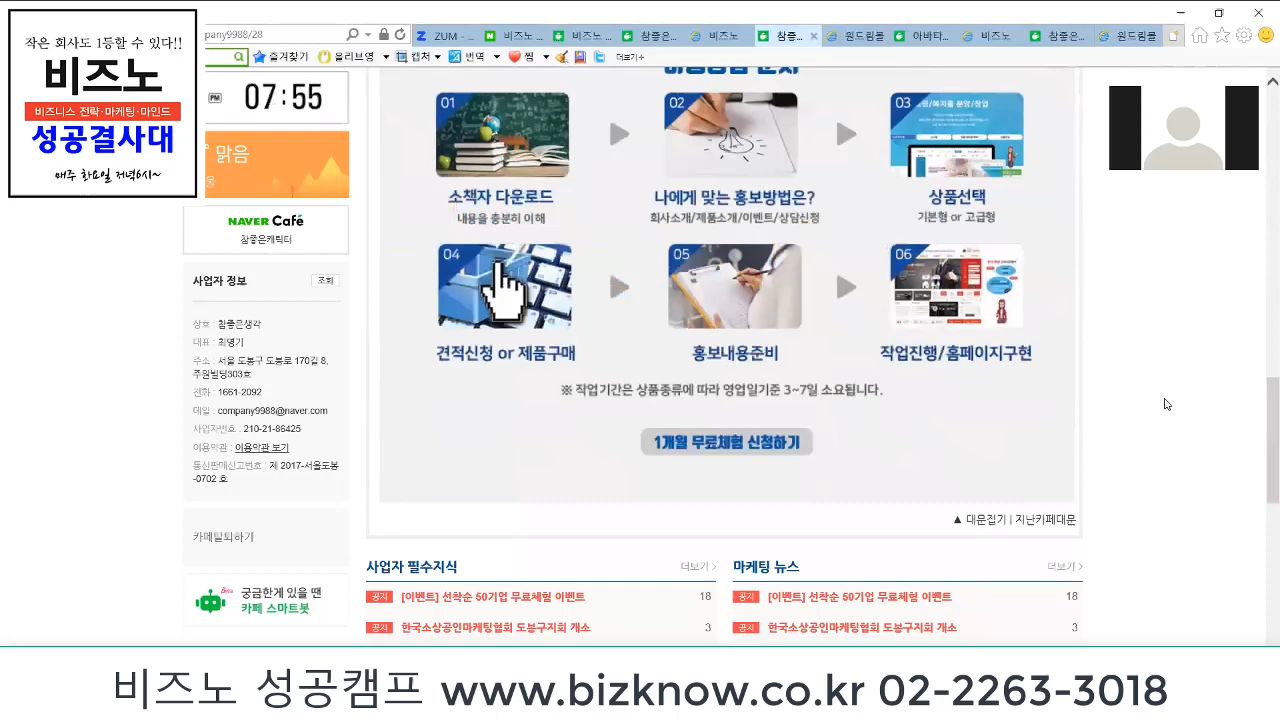 작은 회사도 1등할 수 있다!!
비즈노
비즈니스 전략·마케팅·마인드
성공결사대
매주 화요일 저녁6시~
pany9988/28
ZUM - ...
비즈노 ...
비즈노...
참좋은...
비즈노
참좋...
원드림몰
아바타...
비즈노
참좋은...
원드림몰
즐겨찾기
올리브영
캡처
번역
찜
더보기+
PM 07:55
맑음
NAVER Café
참좋은캐릭터
사업자 정보
조회
상호 : 참좋은생각
대표 : 최명기
주소 : 서울 도봉구 도봉로 170길 8,
주원빌딩303호
전화 : 1661-2092
메일 : company9988@naver.com
사업자번호 : 210-21-86425
이용약관 : 이용약관 보기
통신판매신고번호 : 제 2017-서울도봉
-0702 호
카페탈퇴하기
Beta
궁금한게 있을 땐
카페 스마트봇
01
02
03
소책자 다운로드
나에게 맞는 홍보방법은?
상품선택
내용을 충분히 이해
회사소개/제품소개/이벤트/상담신청
기본형 or 고급형
04
05
06
견적신청 or 제품구매
홍보내용준비
작업진행/홈페이지구현
※ 작업기간은 상품종류에 따라 영업일기준 3~7일 소요됩니다.
1개월 무료체험 신청하기
▲ 대문접기 | 지난카페대문
사업자 필수지식
더보기 >
공지 [이벤트] 선착순 50기업 무료체험 이벤트 18
공지 한국소상공인마케팅협회 도봉구지회 개소 3
마케팅 뉴스
더보기 >
공지 [이벤트] 선착순 50기업 무료체험 이벤트 18
공지 한국소상공인마케팅협회 도봉구지회 개소 3
비즈노 성공캠프 www.bizknow.co.kr 02-2263-3018